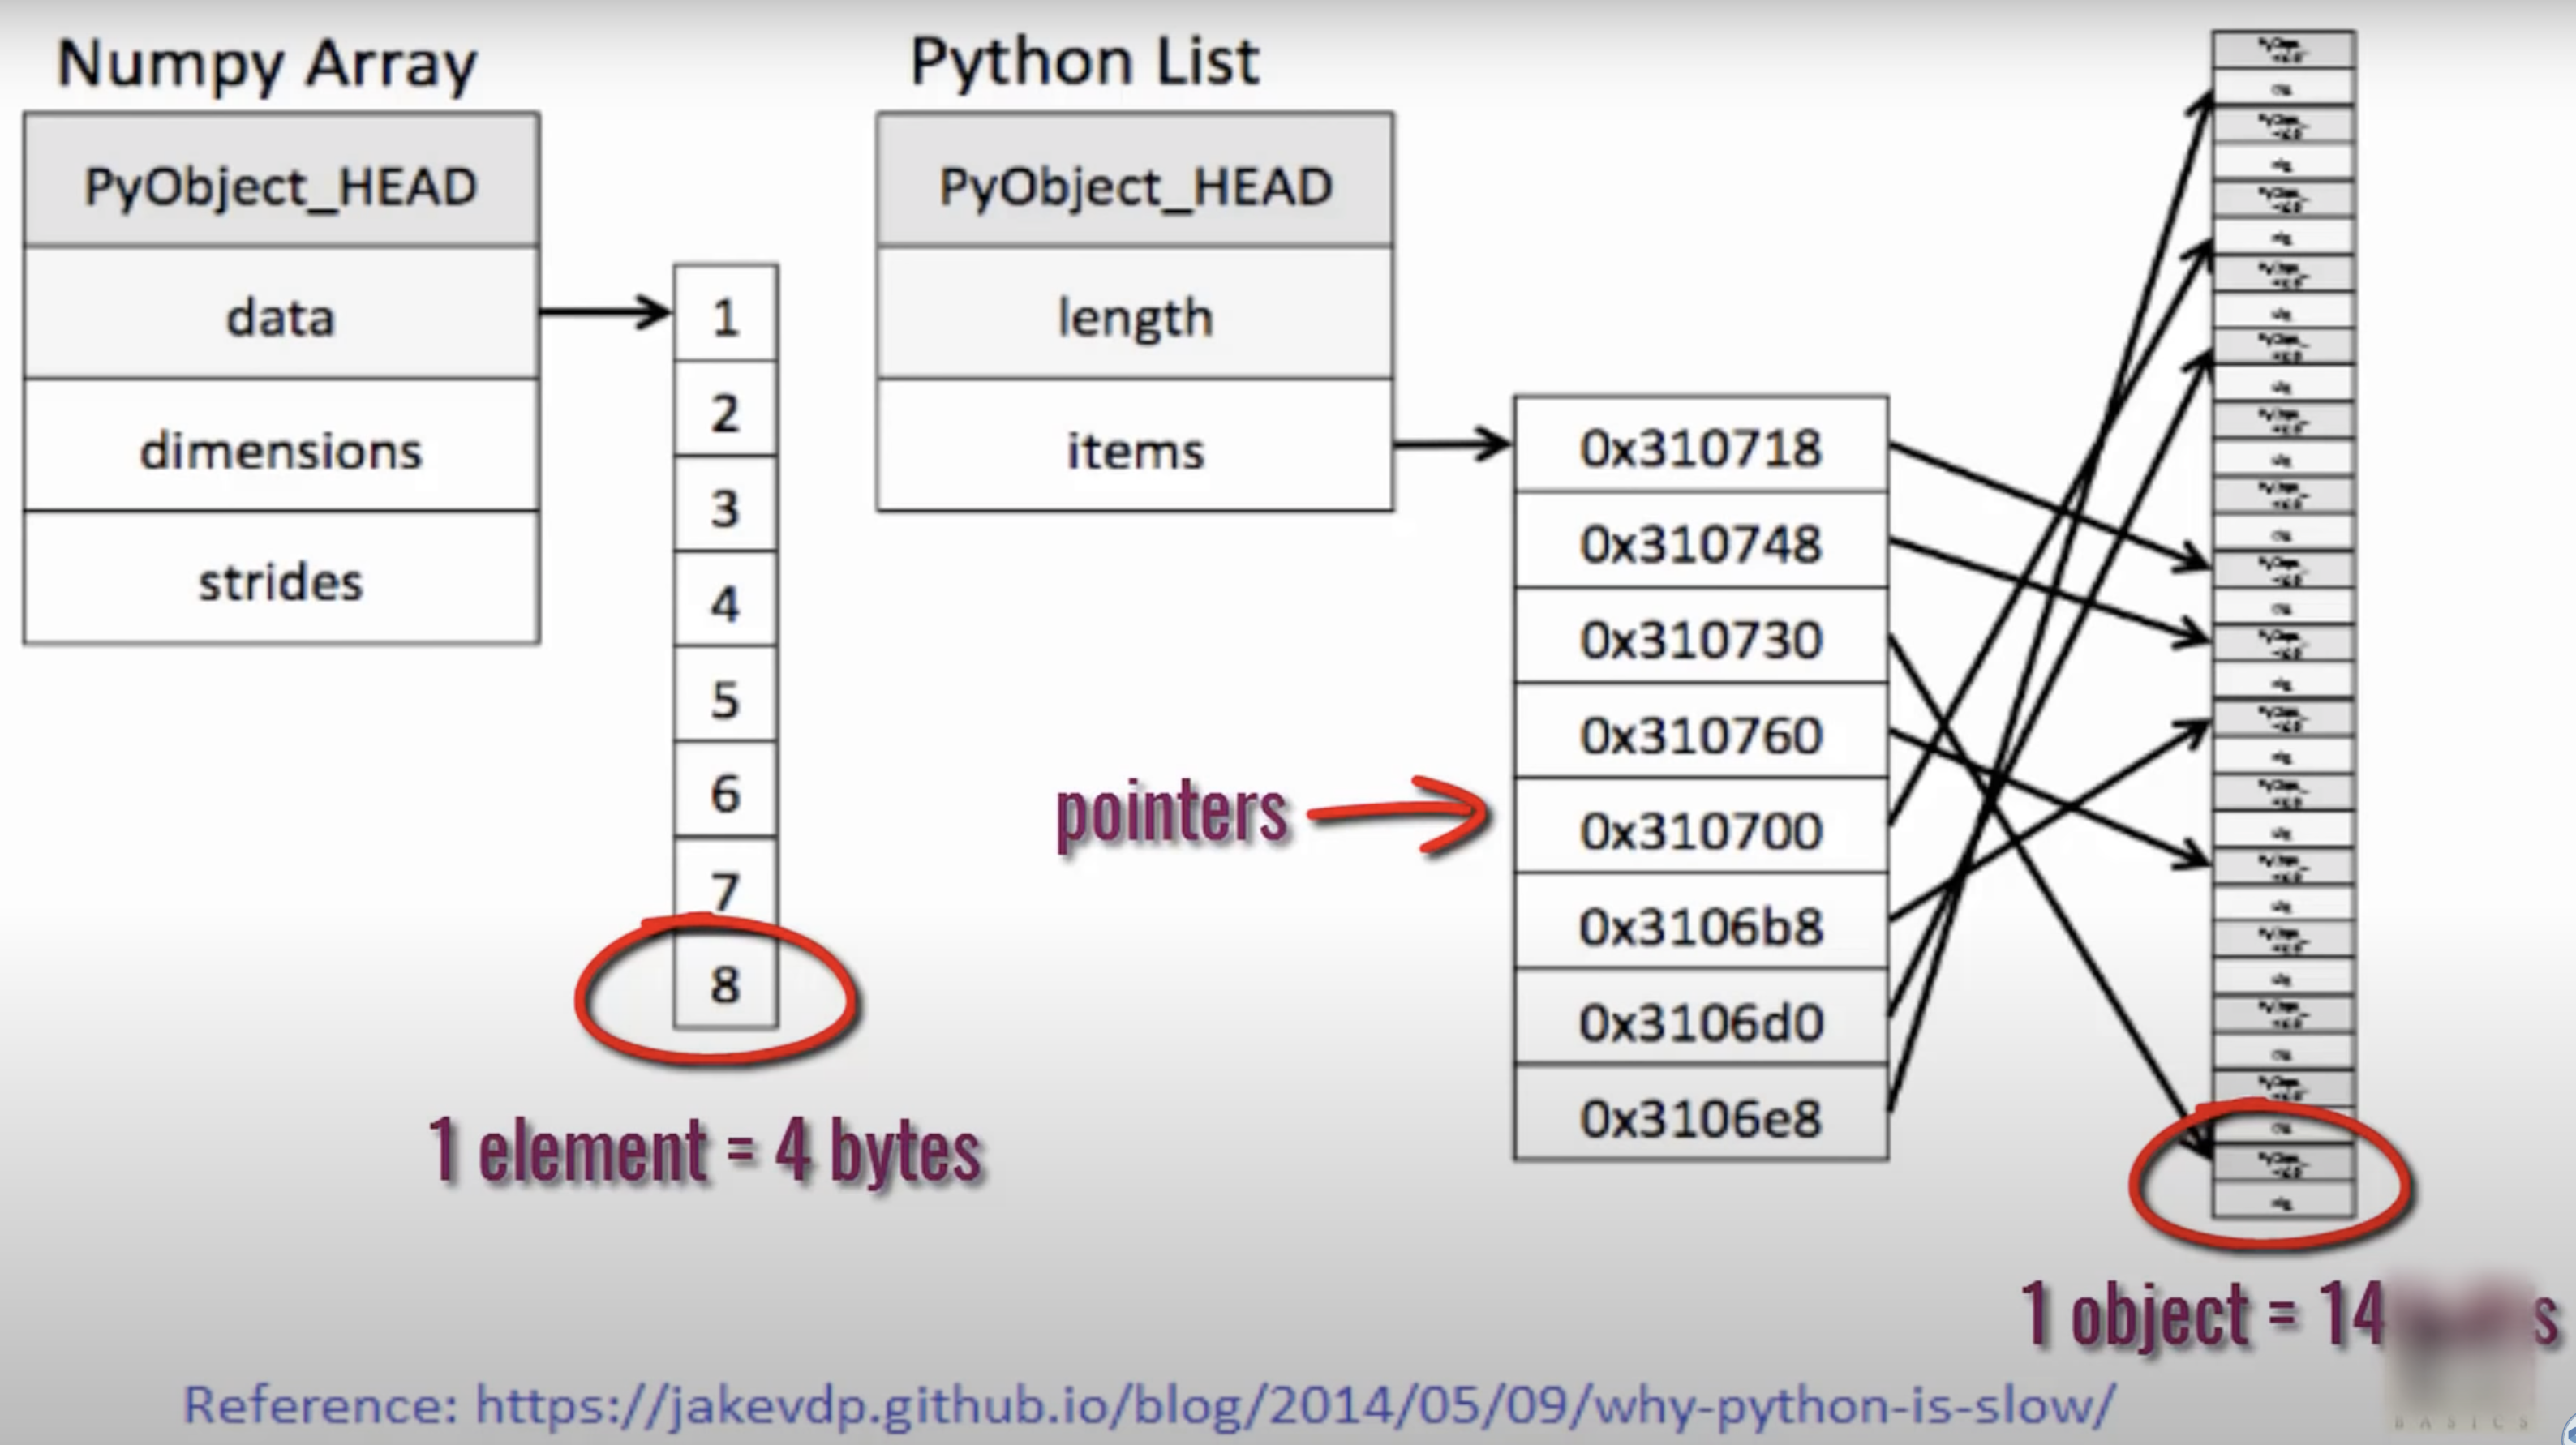 Numpy Array
PyObject_HEAD
data
dimensions
strides
1
2
3
4
5
6
7
8
1 element = 4 bytes
Python List
PyObject_HEAD
length
items
pointers
0x310718
0x310748
0x310730
0x310760
0x310700
0x3106b8
0x3106d0
0x3106e8
1 object = 14
Reference: https://jakevdp.github.io/blog/2014/05/09/why-python-is-slow/
BASICS